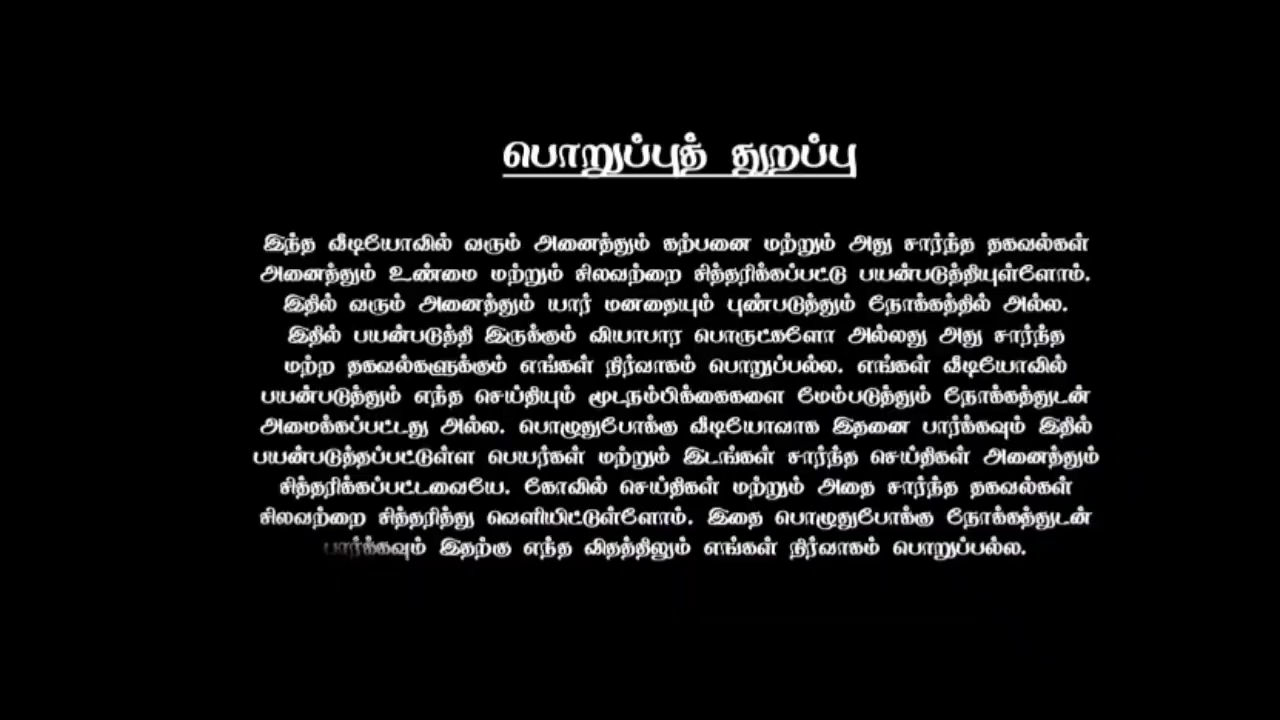 பொறுப்புத் துறப்பு
இந்த வீடியோவில் வரும் அனைத்தும் கற்பனை மற்றும் அது சார்ந்த தகவல்கள்
அனைத்தும் உண்மை மற்றும் சிலவற்றை சித்தரிக்கப்பட்டு பயன்படுத்தியுள்ளோம்.
இதில் வரும் அனைத்தும் யார் மனதையும் புண்படுத்தும் நோக்கத்தில் அல்ல.
இதில் பயன்படுத்தி இருக்கும் வியாபார பொருட்களோ அல்லது அது சார்ந்த
மற்ற தகவல்களுக்கும் எங்கள் நிர்வாகம் பொறுப்பல்ல. எங்கள் வீடியோவில்
பயன்படுத்தும் எந்த செய்தியும் மூடநம்பிக்கைகளை மேம்படுத்தும் நோக்கத்துடன்
அமைக்கப்பட்டது அல்ல. பொழுதுபோக்கு வீடியோவாக இதனை பார்க்கவும் இதில்
பயன்படுத்தப்பட்டுள்ள பெயர்கள் மற்றும் இடங்கள் சார்ந்த செய்திகள் அனைத்தும்
சித்தரிக்கப்பட்டவையே. கோவில் செய்திகள் மற்றும் அதை சார்ந்த தகவல்கள்
சிலவற்றை சித்தரித்து வெளியிட்டுள்ளோம். இதை பொழுதுபோக்கு நோக்கத்துடன்
பார்க்கவும் இதற்கு எந்த விதத்திலும் எங்கள் நிர்வாகம் பொறுப்பல்ல.